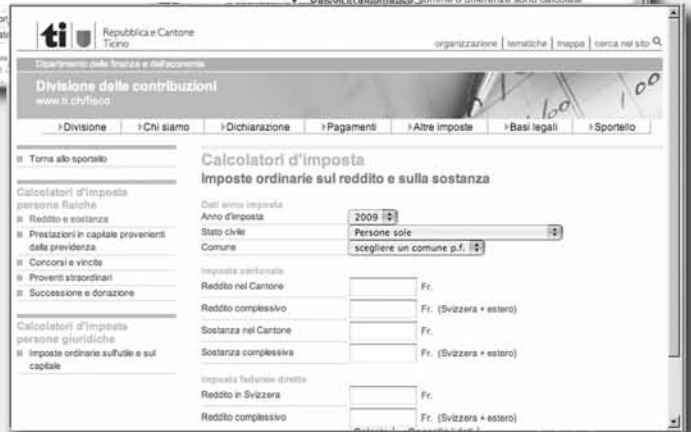 ti Repubblica e Cantone
Ticino
organizzazione | tematiche | mappa | cerca nel sito
Dipartimento delle finanze e dell'economia
Divisione delle contribuzioni
www.ti.ch/fisco
Divisione
Chi siamo
Dichiarazione
Pagamenti
Altre imposte
Basi legali
Sportello
Torna allo sportello
Calcolatori d'imposta
persone fisiche
Reddito e sostanza
Prestazioni in capitale provenienti
dalla previdenza
Concorsi e vincite
Proventi straordinari
Successione e donazione
Calcolatori d'imposta
persone giuridiche
Imposte ordinarie sull'utile e sul
capitale
Calcolatori d'imposta
Imposte ordinarie sul reddito e sulla sostanza
Dati anno imposta
Anno d'imposta 2009
Stato civile Persone sole
Comune scegliere un comune p.f.
Imposta cantonale
Reddito nel Cantone Fr.
Reddito complessivo Fr. (Svizzera + estero)
Sostanza nel Cantone Fr.
Sostanza complessiva Fr. (Svizzera + estero)
Imposta federale diretta
Reddito in Svizzera Fr.
Reddito complessivo Fr. (Svizzera + estero)